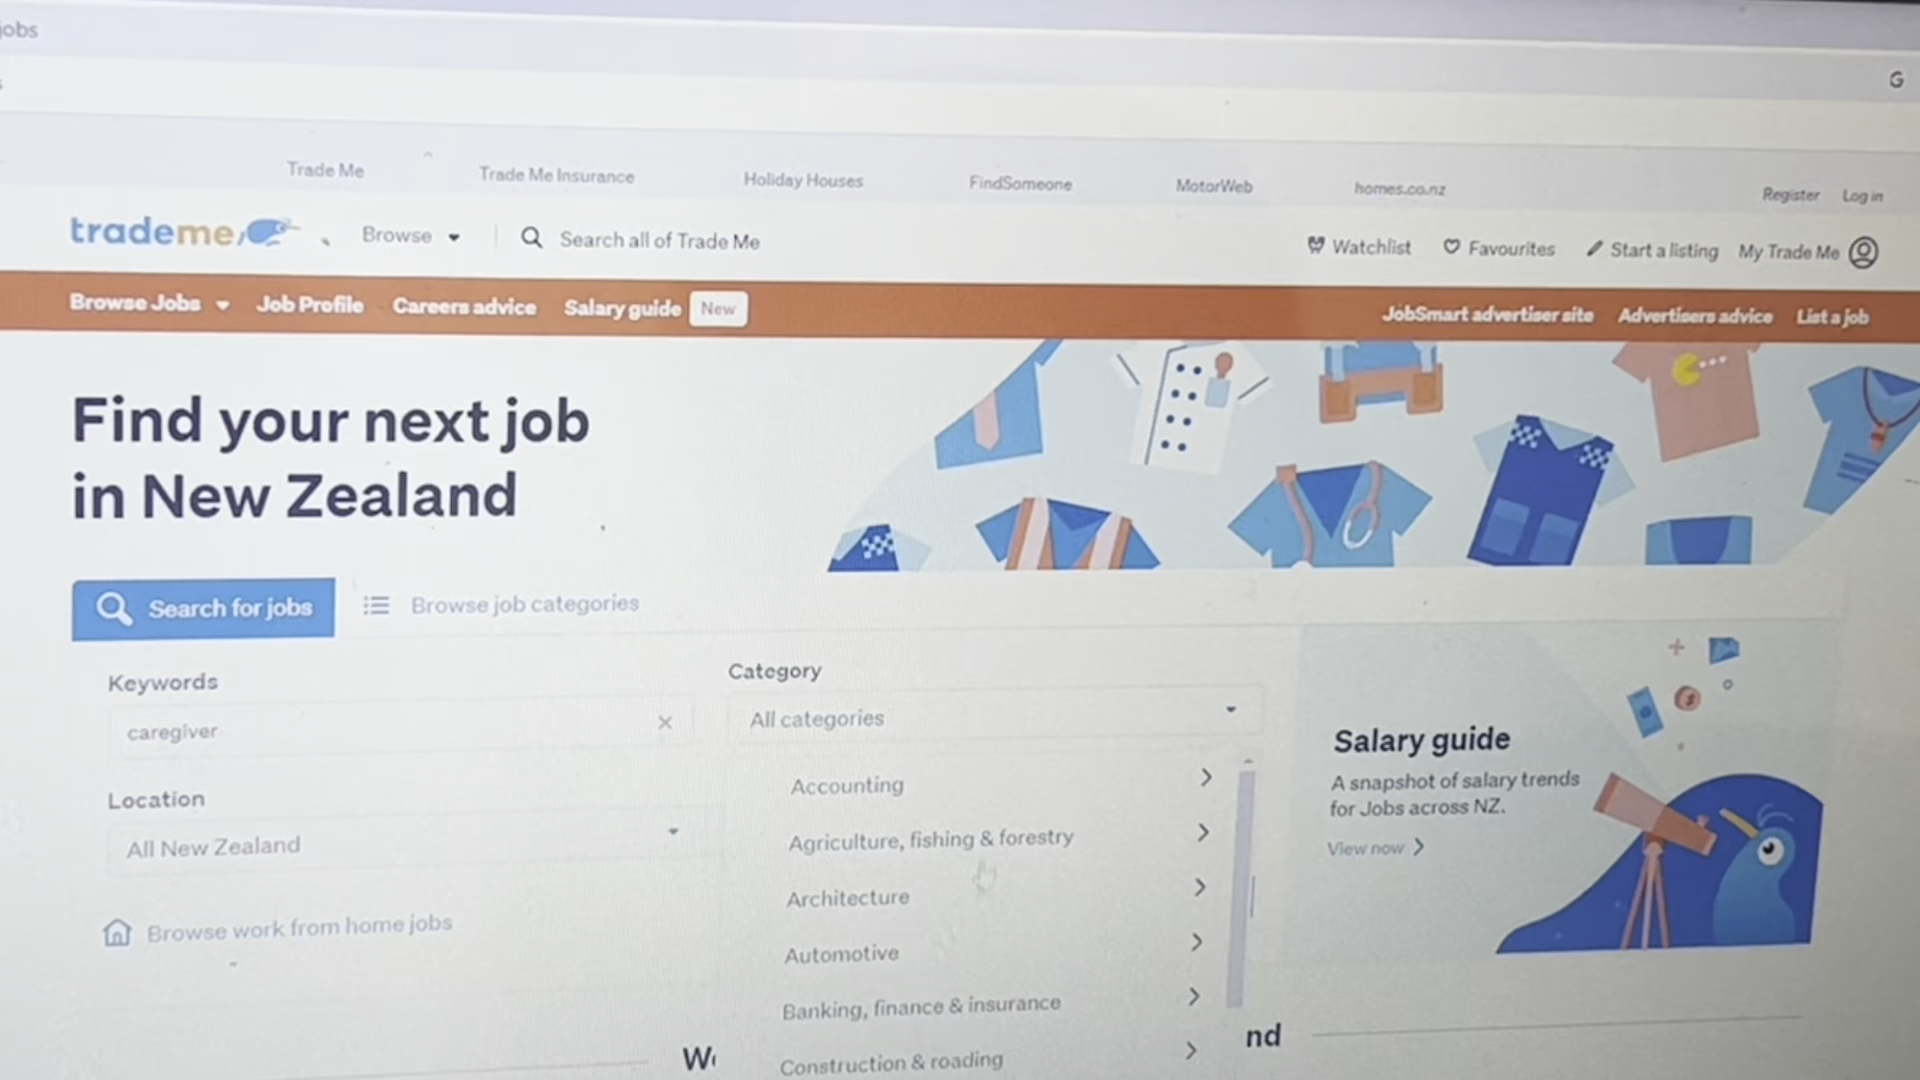 jobs
G
Trade Me
Trade Me Insurance
Holiday Houses
FindSomeone
MotorWeb
homes.co.nz
Register
Log in
trademe
Browse
Search all of Trade Me
Watchlist
Favourites
Start a listing
My Trade Me
Browse Jobs
Job Profile
Careers advice
Salary guide
New
JobSmart advertiser site
Advertisers advice
List a job
Find your next job
in New Zealand
Search for jobs
Browse job categories
Keywords
caregiver
Location
All New Zealand
Browse work from home jobs
Category
All categories
Accounting
Agriculture, fishing & forestry
Architecture
Automotive
Banking, finance & insurance
Construction & roading
Salary guide
A snapshot of salary trends
for Jobs across NZ.
View now
nd